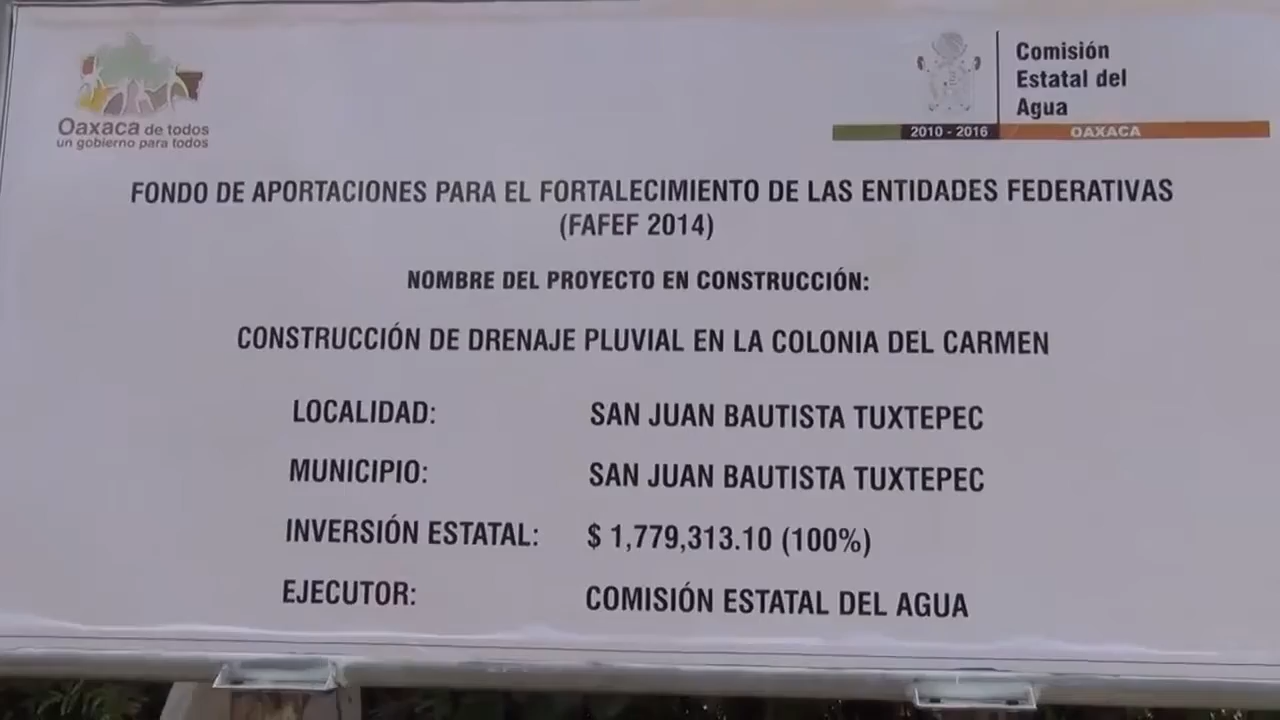 Oaxaca de todos
un gobierno para todos
Comisión
Estatal del
Agua
2010 - 2016 OAXACA
FONDO DE APORTACIONES PARA EL FORTALECIMIENTO DE LAS ENTIDADES FEDERATIVAS
(FAFEF 2014)
NOMBRE DEL PROYECTO EN CONSTRUCCIÓN:
CONSTRUCCIÓN DE DRENAJE PLUVIAL EN LA COLONIA DEL CARMEN
LOCALIDAD: SAN JUAN BAUTISTA TUXTEPEC
MUNICIPIO: SAN JUAN BAUTISTA TUXTEPEC
INVERSIÓN ESTATAL: $ 1,779,313.10 (100%)
EJECUTOR: COMISIÓN ESTATAL DEL AGUA